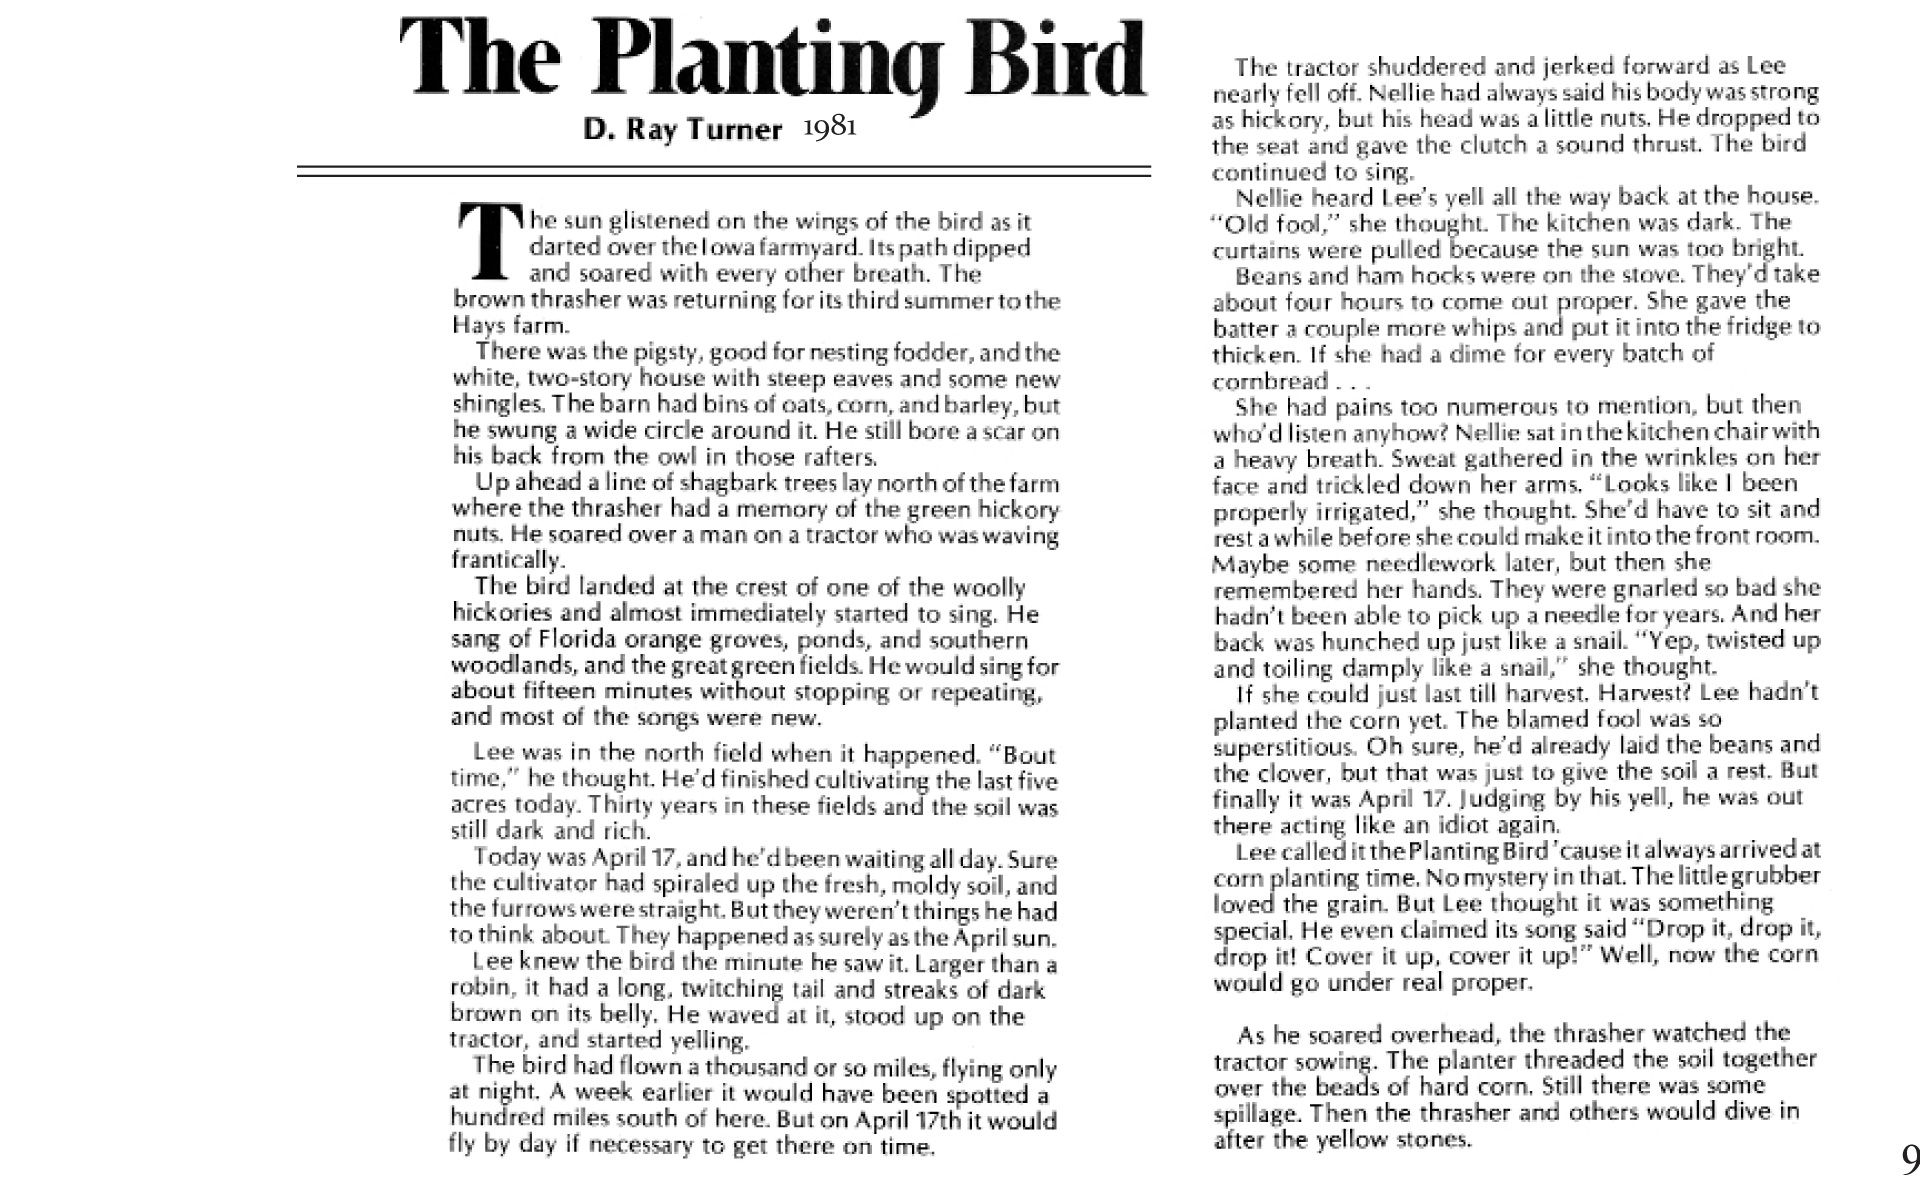 The Planting Bird
D. Ray Turner 1981
The sun glistened on the wings of the bird as it
darted over the Iowa farmyard. Its path dipped
and soared with every other breath. The
brown thrasher was returning for its third summer to the
Hays farm.
There was the pigsty, good for nesting fodder, and the
white, two-story house with steep eaves and some new
shingles. The barn had bins of oats, corn, and barley, but
he swung a wide circle around it. He still bore a scar on
his back from the owl in those rafters.
Up ahead a line of shagbark trees lay north of the farm
where the thrasher had a memory of the green hickory
nuts. He soared over a man on a tractor who was waving
frantically.
The bird landed at the crest of one of the woolly
hickories and almost immediately started to sing. He
sang of Florida orange groves, ponds, and southern
woodlands, and the great green fields. He would sing for
about fifteen minutes without stopping or repeating,
and most of the songs were new.
Lee was in the north field when it happened. "Bout
time," he thought. He'd finished cultivating the last five
acres today. Thirty years in these fields and the soil was
still dark and rich.
Today was April 17, and he'd been waiting all day. Sure
the cultivator had spiraled up the fresh, moldy soil, and
the furrows were straight. But they weren't things he had
to think about. They happened as surely as the April sun.
Lee knew the bird the minute he saw it. Larger than a
robin, it had a long, twitching tail and streaks of dark
brown on its belly. He waved at it, stood up on the
tractor, and started yelling.
The bird had flown a thousand or so miles, flying only
at night. A week earlier it would have been spotted a
hundred miles south of here. But on April 17th it would
fly by day if necessary to get there on time.
The tractor shuddered and jerked forward as Lee
nearly fell off. Nellie had always said his body was strong
as hickory, but his head was a little nuts. He dropped to
the seat and gave the clutch a sound thrust. The bird
continued to sing.
Nellie heard Lee's yell all the way back at the house.
"Old fool," she thought. The kitchen was dark. The
curtains were pulled because the sun was too bright.
Beans and ham hocks were on the stove. They'd take
about four hours to come out proper. She gave the
batter a couple more whips and put it into the fridge to
thicken. If she had a dime for every batch of
cornbread . . .
She had pains too numerous to mention, but then
who'd listen anyhow? Nellie sat in the kitchen chair with
a heavy breath. Sweat gathered in the wrinkles on her
face and trickled down her arms. "Looks like I been
properly irrigated," she thought. She'd have to sit and
rest a while before she could make it into the front room.
Maybe some needlework later, but then she
remembered her hands. They were gnarled so bad she
hadn't been able to pick up a needle for years. And her
back was hunched up just like a snail. "Yep, twisted up
and toiling damply like a snail," she thought.
If she could just last till harvest. Harvest? Lee hadn't
planted the corn yet. The blamed fool was so
superstitious. Oh sure, he'd already laid the beans and
the clover, but that was just to give the soil a rest. But
finally it was April 17. Judging by his yell, he was out
there acting like an idiot again.
Lee called it the Planting Bird 'cause it always arrived at
corn planting time. No mystery in that. The little grubber
loved the grain. But Lee thought it was something
special. He even claimed its song said "Drop it, drop it,
drop it! Cover it up, cover it up!" Well, now the corn
would go under real proper.
As he soared overhead, the thrasher watched the
tractor sowing. The planter threaded the soil together
over the beads of hard corn. Still there was some
spillage. Then the thrasher and others would dive in
after the yellow stones.
9